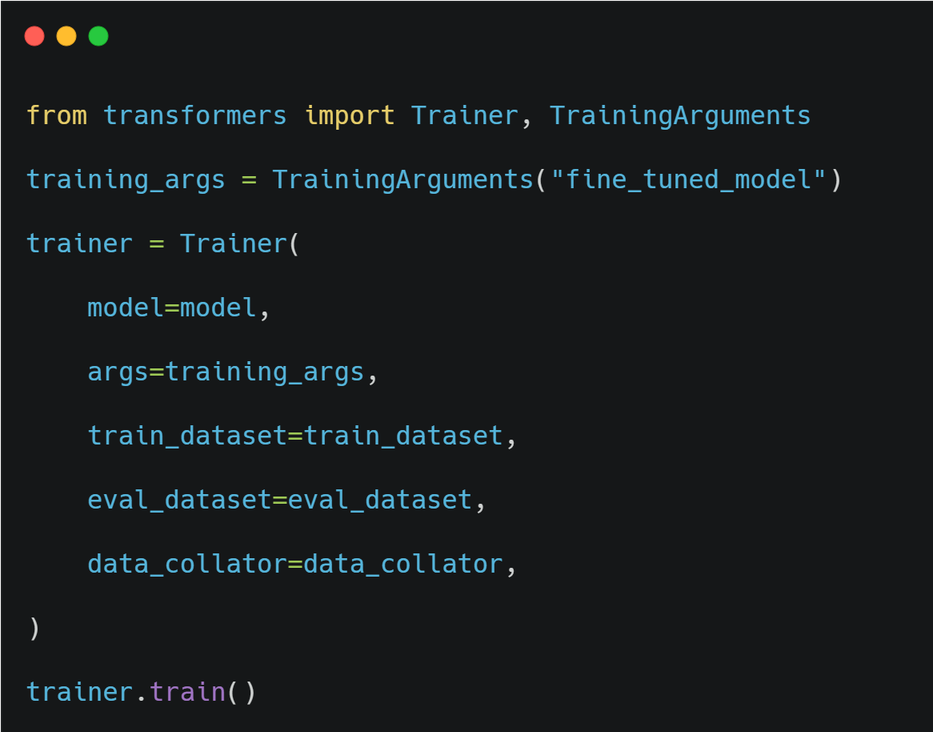 from transformers import Trainer, TrainingArguments
training_args = TrainingArguments("fine_tuned_model")
trainer = Trainer(
    model=model,
    args=training_args,
    train_dataset=train_dataset,
    eval_dataset=eval_dataset,
    data_collator=data_collator,
)
trainer.train()